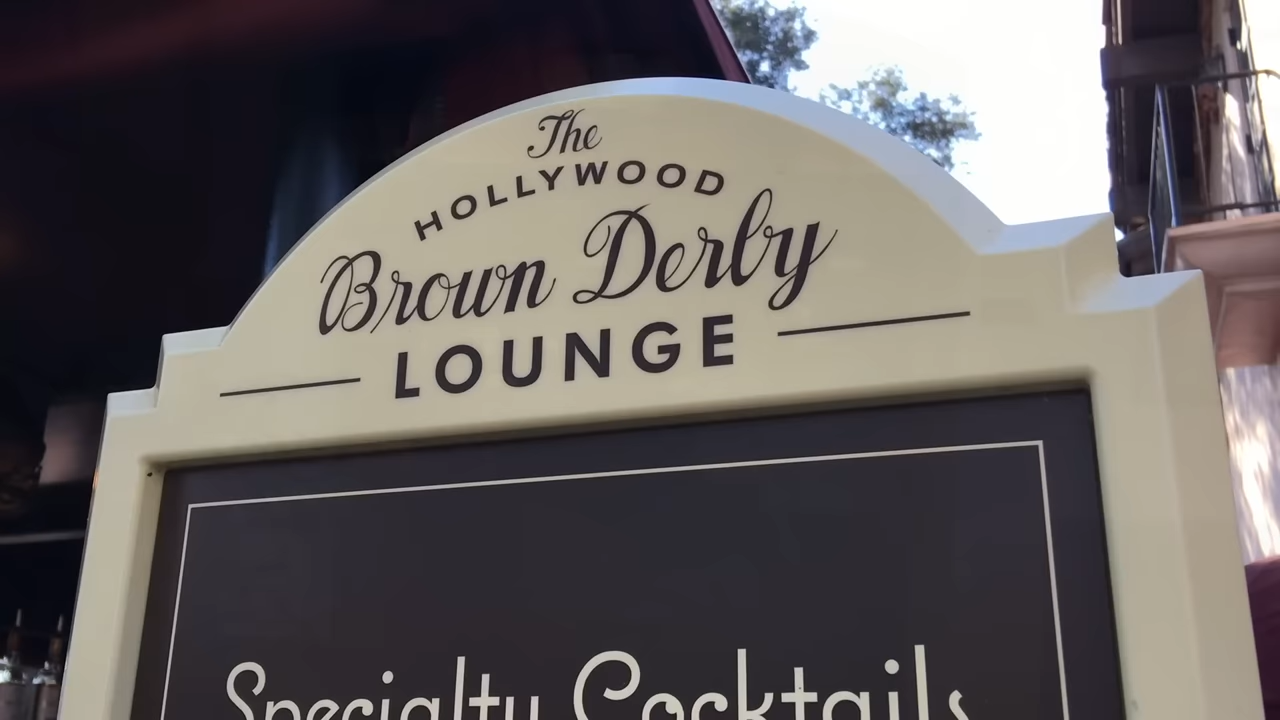 The
HOLLYWOOD
Brown Derby
LOUNGE
Specialty Cocktails